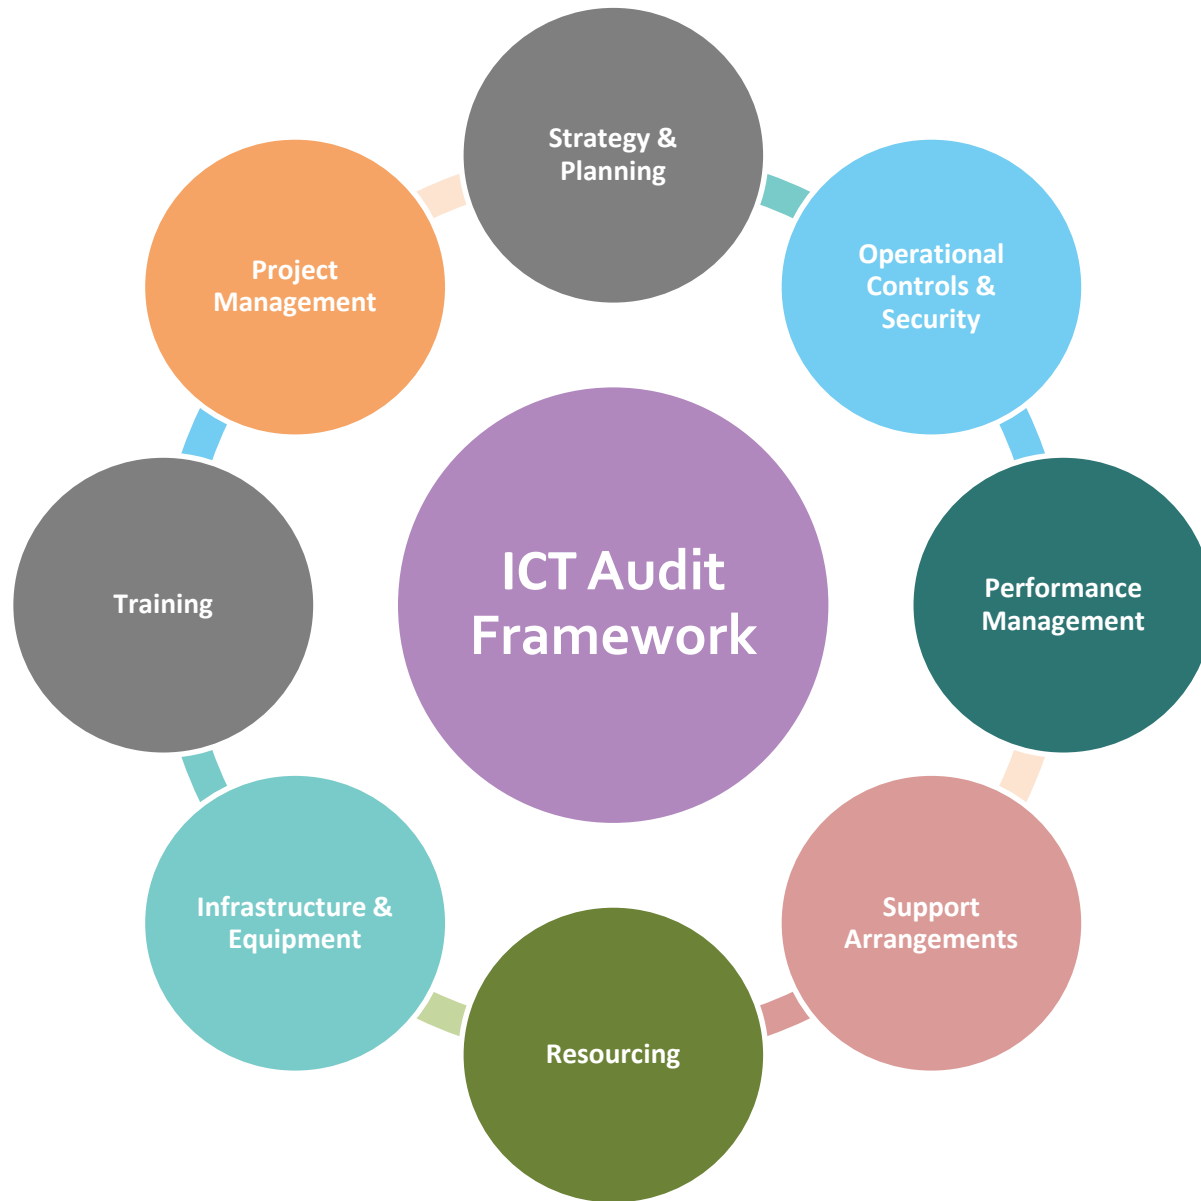 Strategy &
Planning
Operational
Controls &
Security
Performance
Management
Support
Arrangements
Resourcing
Infrastructure &
Equipment
Training
Project
Management
ICT Audit
Framework